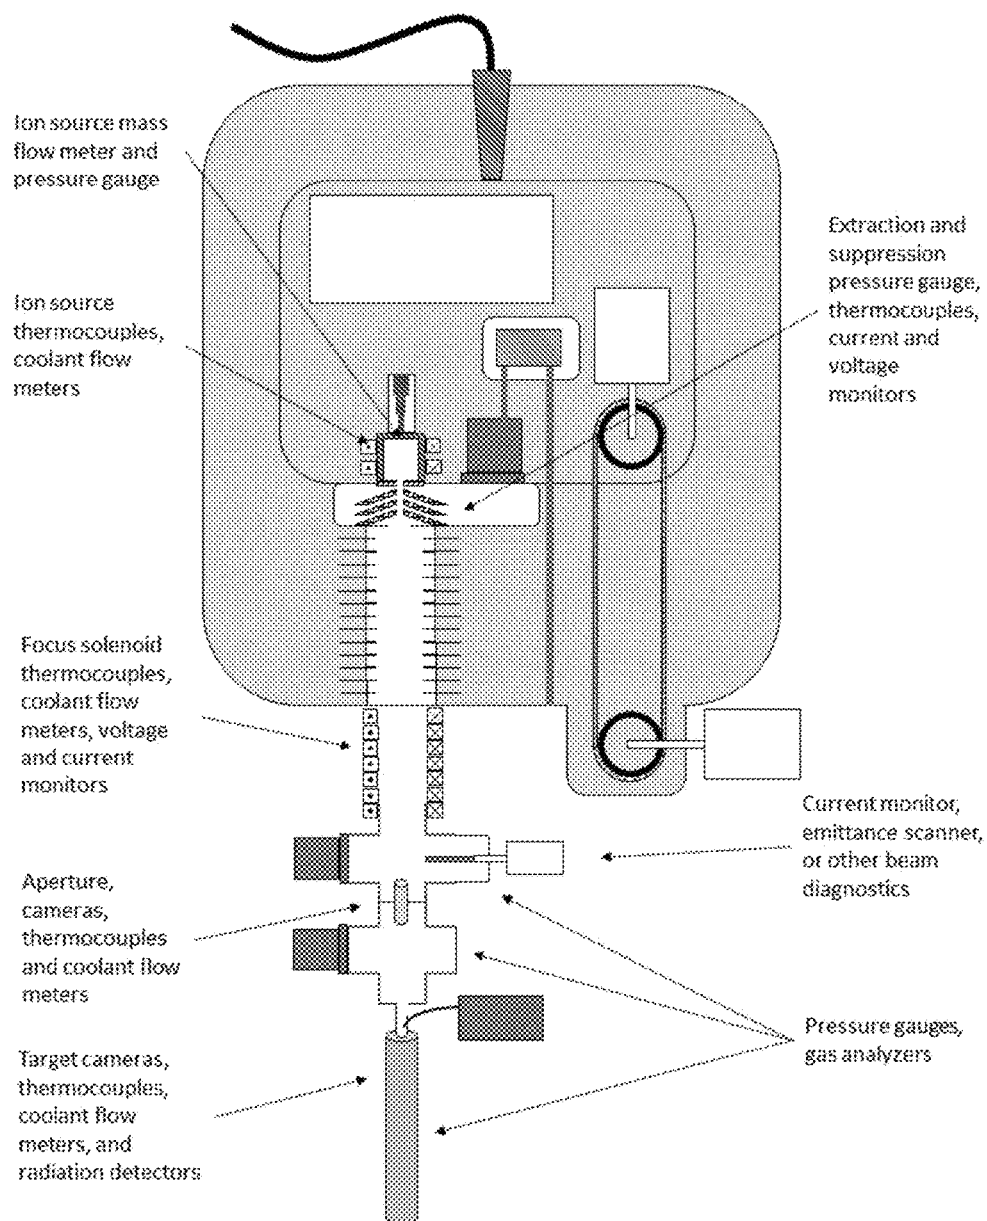 Ion source mass
flow meter and
pressure gauge
Ion source
thermocouples,
coolant flow
meters
Extraction and
suppression
pressure gauge,
thermocouples,
current and
voltage
monitors
Focus solenoid
thermocouples,
coolant flow
meters, voltage
and current
monitors
Current monitor,
emittance scanner,
or other beam
diagnostics
Aperture,
cameras,
thermocouples
and coolant flow
meters
Pressure gauges,
gas analyzers
Target cameras,
thermocouples,
coolant flow
meters, and
radiation detectors